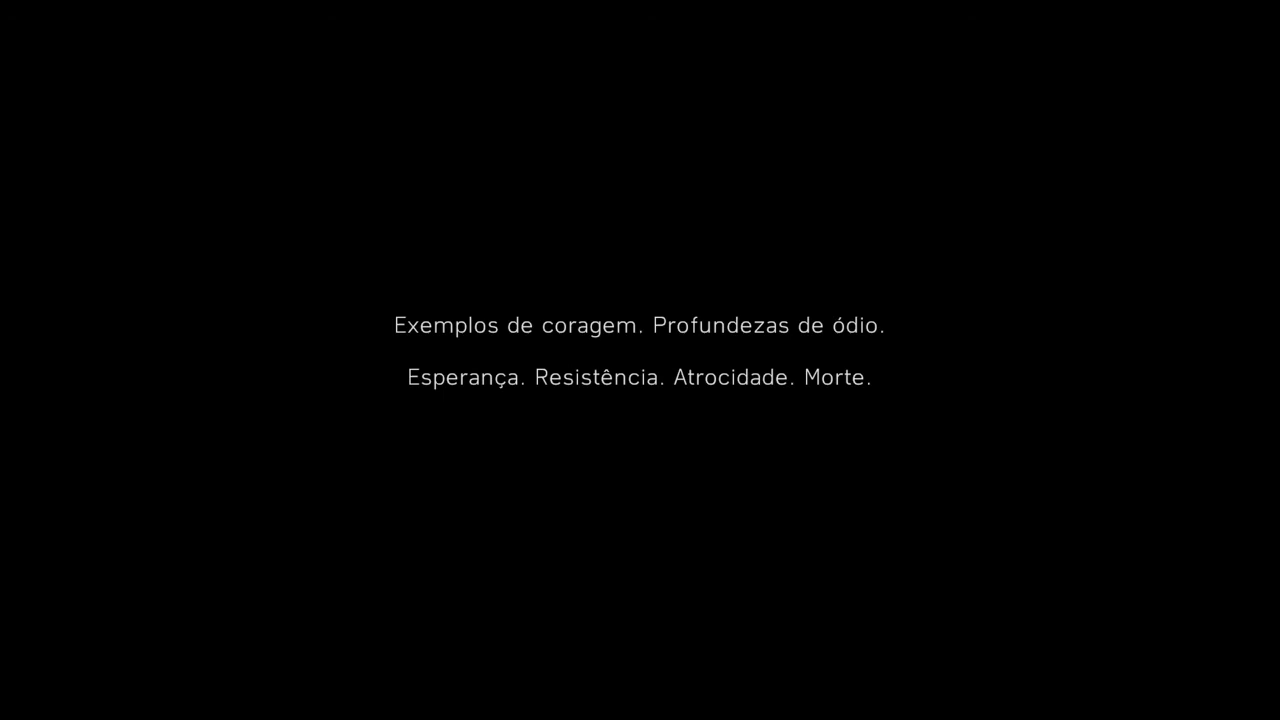 Exemplos de coragem. Profundezas de ódio.
Esperança. Resistência. Atrocidade. Morte.